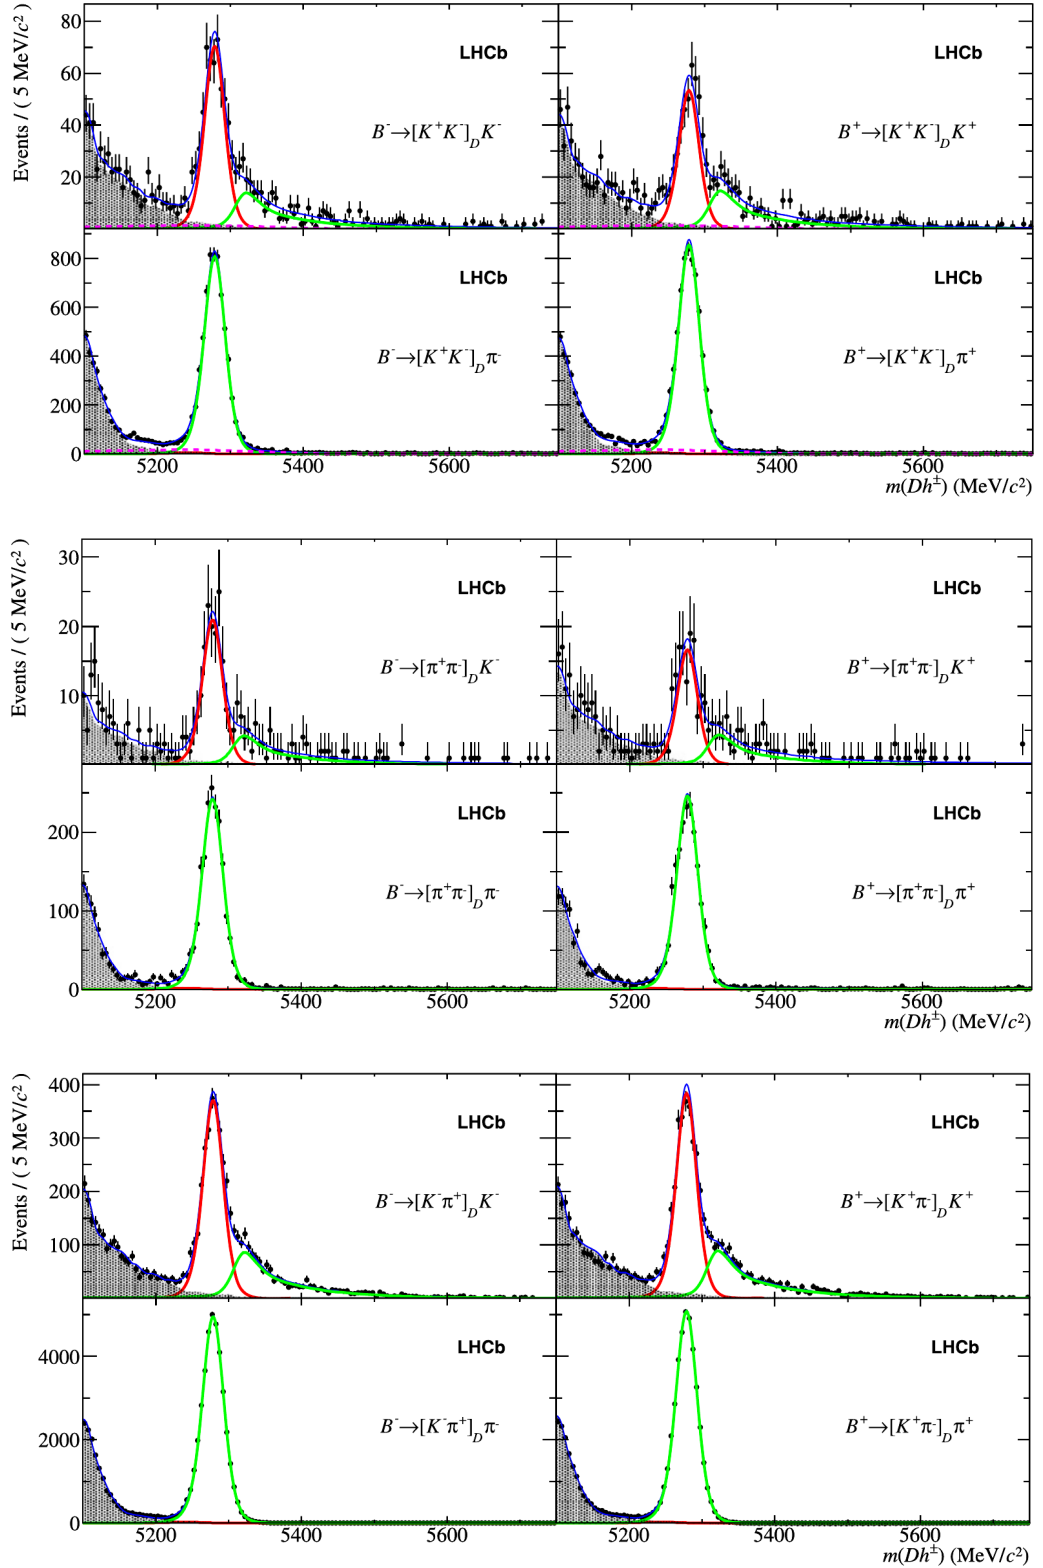 Events / ( 5 MeV/c² )
80
60
40
20
LHCb
B⁻→[K⁺K⁻]_D K⁻
LHCb
B⁺→[K⁺K⁻]_D K⁺
800
600
400
200
0
LHCb
B⁻→[K⁺K⁻]_D π⁻
LHCb
B⁺→[K⁺K⁻]_D π⁺
5200 5400 5600 5200 5400 5600
m(Dh±) (MeV/c²)
Events / ( 5 MeV/c² )
30
20
10
LHCb
B⁻→[π⁺π⁻]_D K⁻
LHCb
B⁺→[π⁺π⁻]_D K⁺
200
100
0
LHCb
B⁻→[π⁺π⁻]_D π⁻
LHCb
B⁺→[π⁺π⁻]_D π⁺
5200 5400 5600 5200 5400 5600
m(Dh±) (MeV/c²)
Events / ( 5 MeV/c² )
400
300
200
100
LHCb
B⁻→[K⁻π⁺]_D K⁻
LHCb
B⁺→[K⁺π⁻]_D K⁺
4000
2000
0
LHCb
B⁻→[K⁻π⁺]_D π⁻
LHCb
B⁺→[K⁺π⁻]_D π⁺
5200 5400 5600 5200 5400 5600
m(Dh±) (MeV/c²)